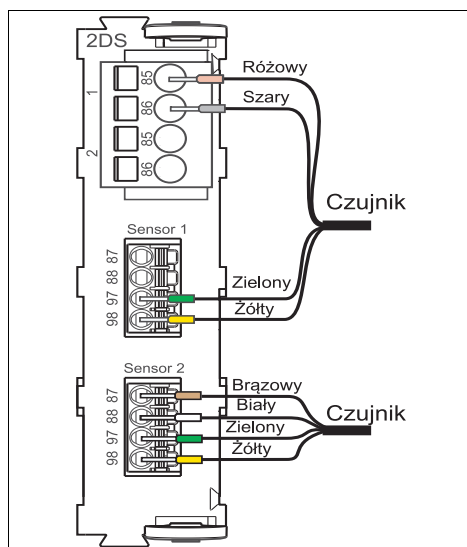 2DS
1
85
Różowy
86
Szary
2
85
86
Czujnik
Sensor 1
87
88
97
Zielony
98
Żółty
Sensor 2
87
Brązowy
88
Biały
Czujnik
97
Zielony
98
Żółty